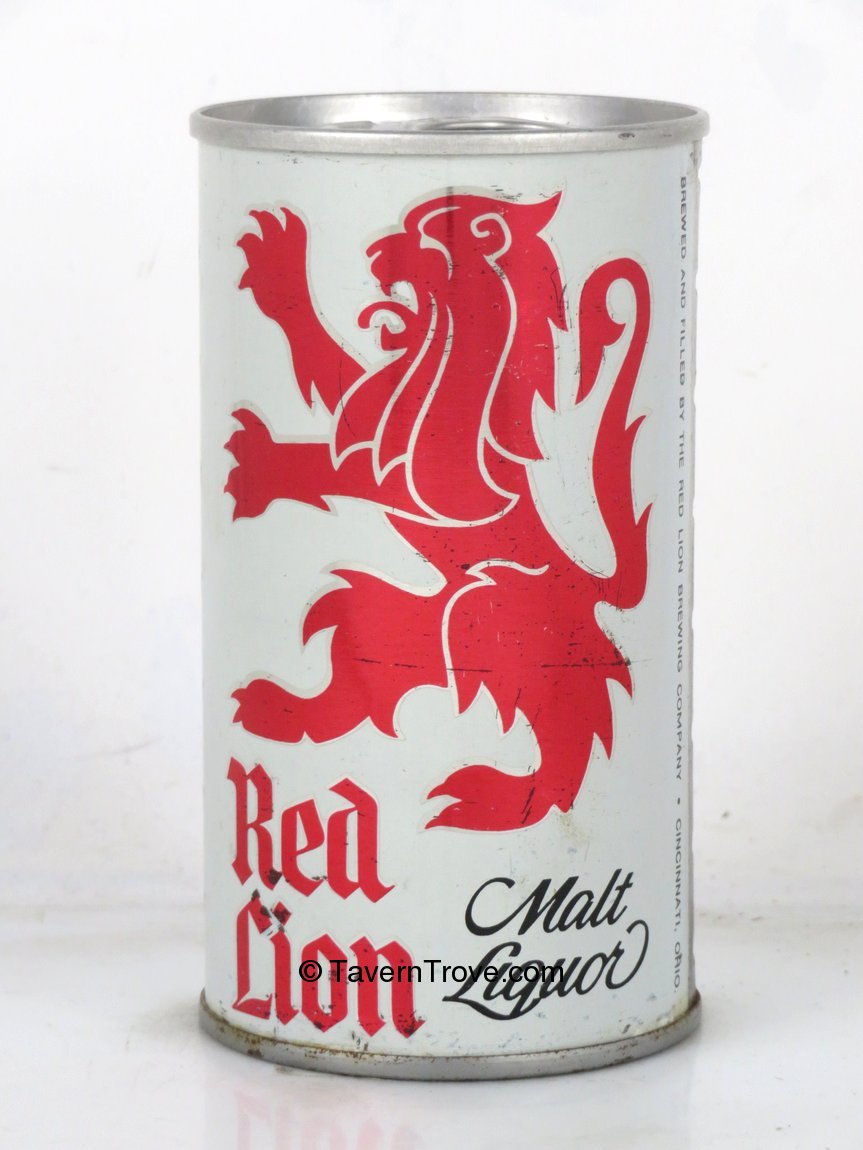 Red
Lion
Malt
Liquor
BREWED AND FILLED BY THE RED LION BREWING COMPANY • CINCINNATI, OHIO.
© TavernTrove.com